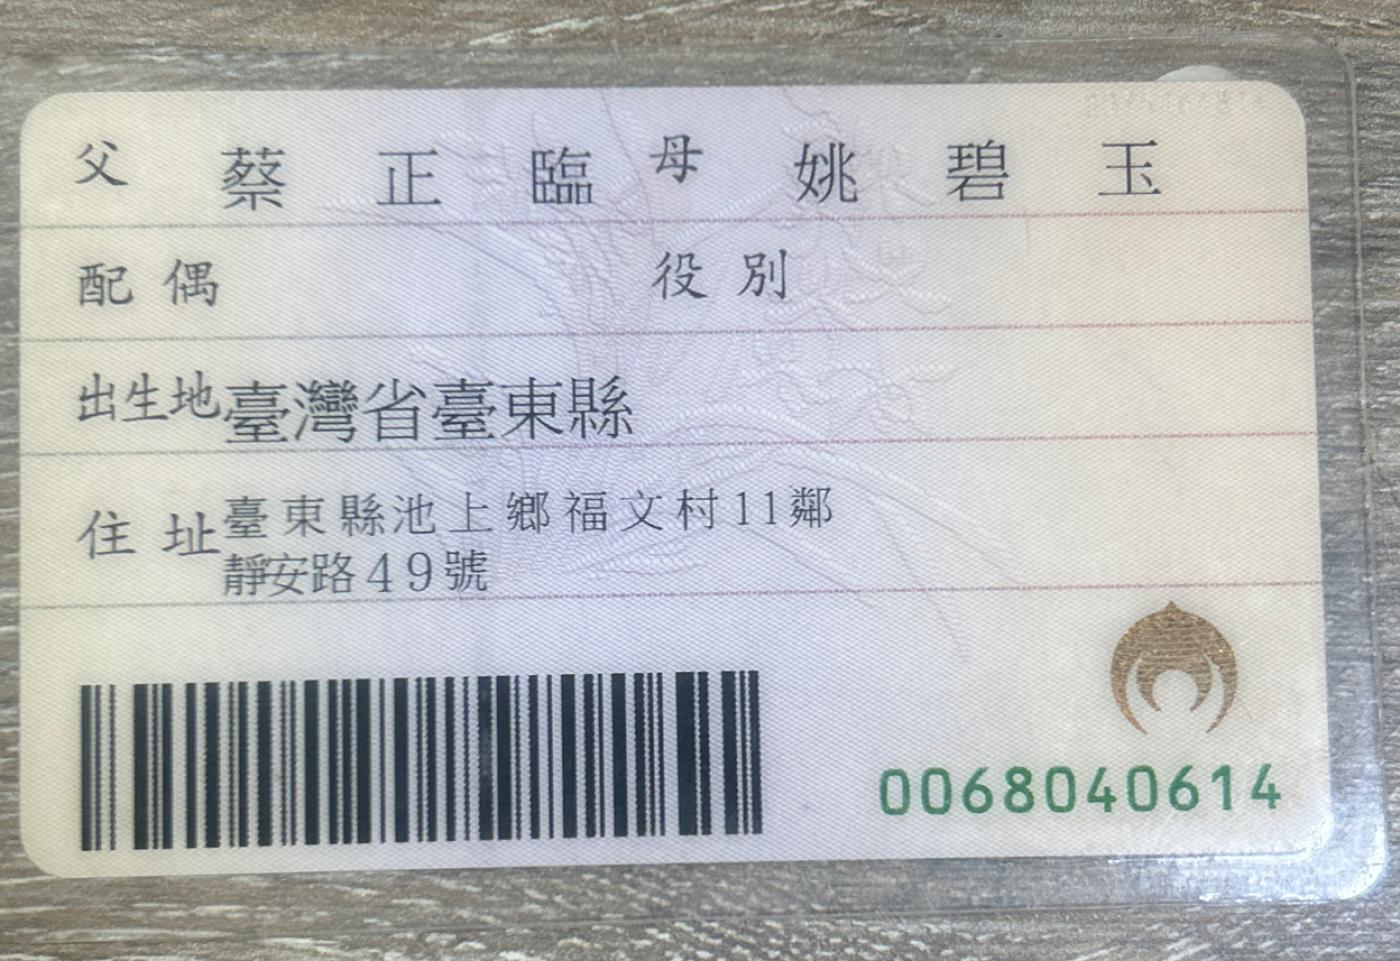 父 蔡 正 臨 母 姚 碧 玉
配 偶 役 別
出生地 臺灣省臺東縣
住 址 臺東縣池上鄉福文村11鄰
靜安路49號
0068040614